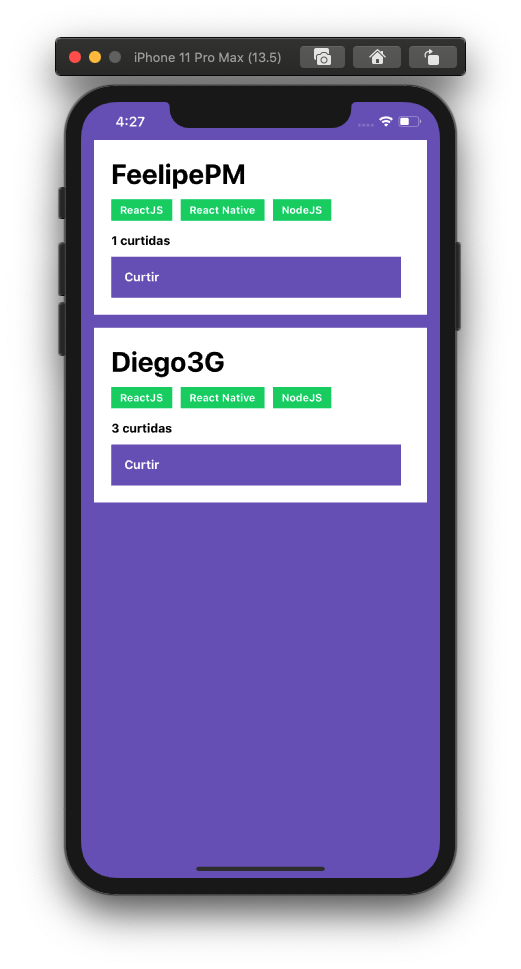 iPhone 11 Pro Max (13.5)
4:27
FeelipePM
ReactJS React Native NodeJS
1 curtidas
Curtir
Diego3G
ReactJS React Native NodeJS
3 curtidas
Curtir